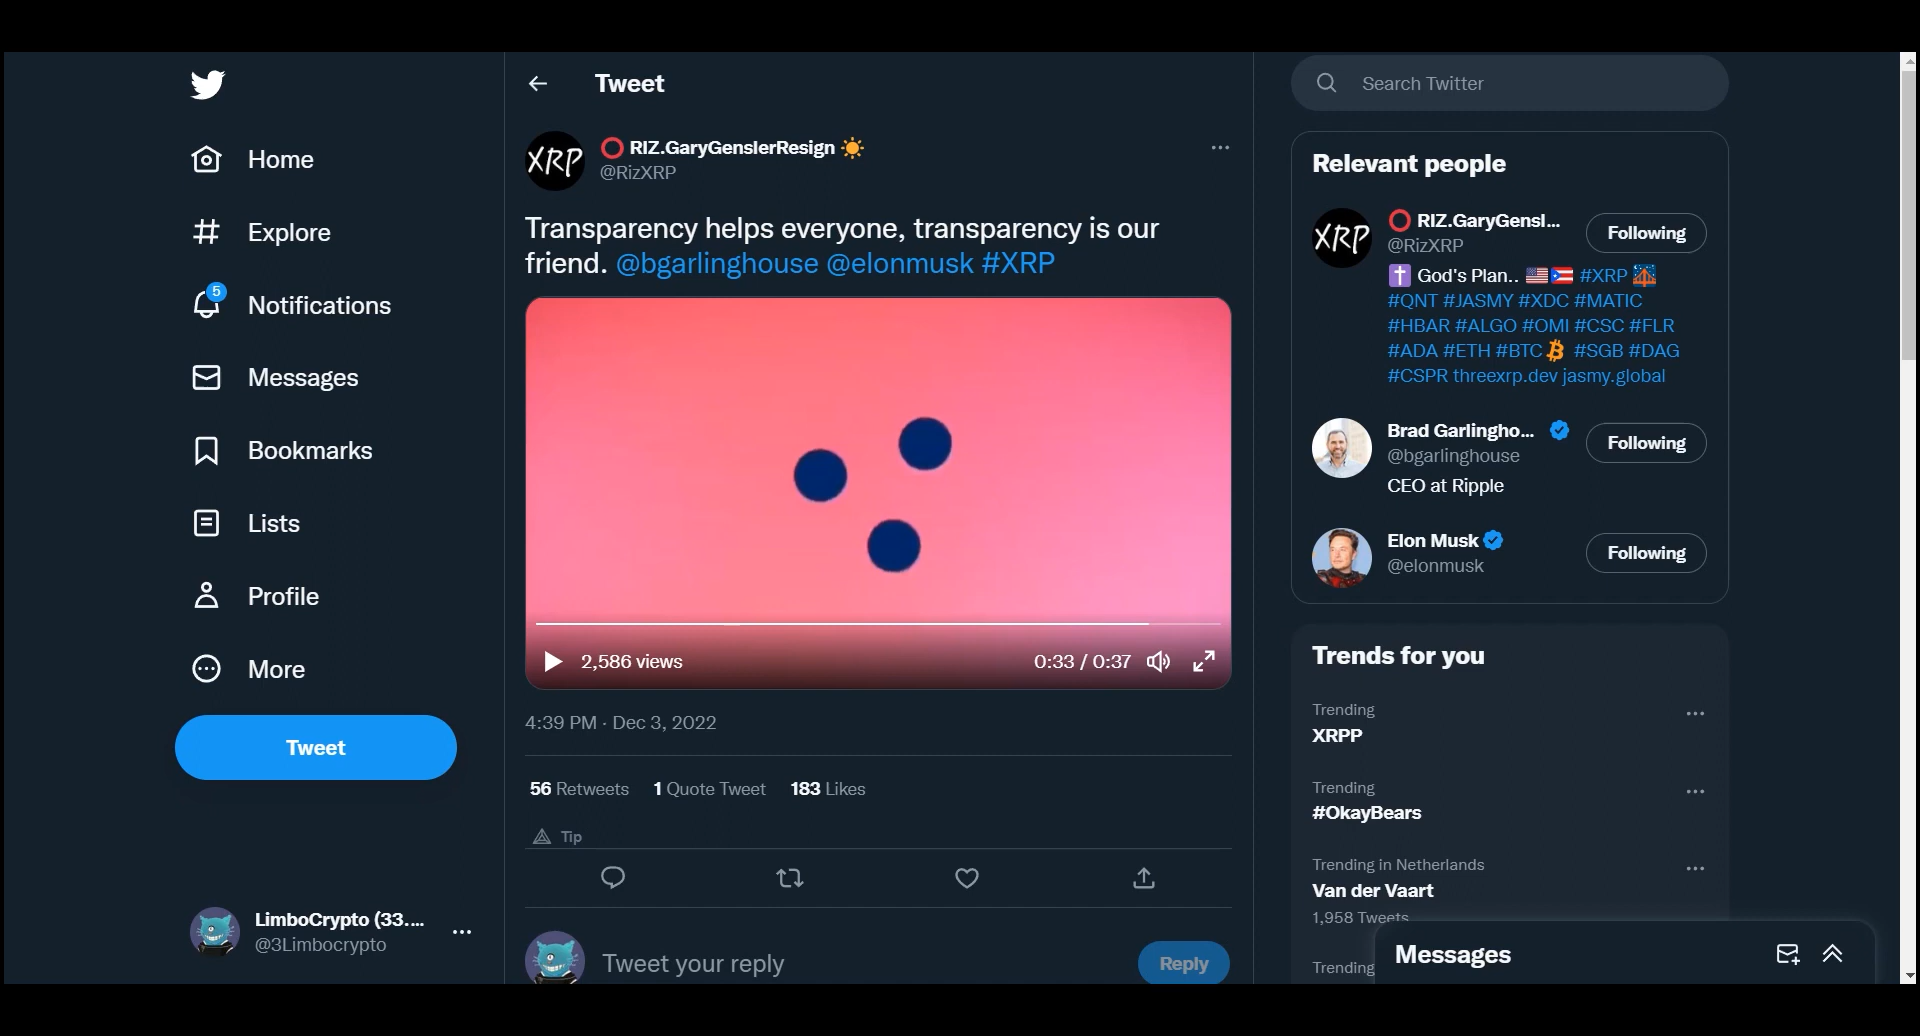 Home
Explore
5
Notifications
Messages
Bookmarks
Lists
Profile
More
Tweet
LimboCrypto (33....
@3Limbocrypto
Tweet
XRP
RIZ.GaryGenslerResign
@RizXRP
Transparency helps everyone, transparency is our
friend. @bgarlinghouse @elonmusk #XRP
2,586 views
0:33 / 0:37
4:39 PM · Dec 3, 2022
56 Retweets 1 Quote Tweet 183 Likes
Tip
Tweet your reply
Reply
Search Twitter
Relevant people
XRP
RIZ.GaryGensl...
@RizXRP
Following
God's Plan.. #XRP
#QNT #JASMY #XDC #MATIC
#HBAR #ALGO #OMI #CSC #FLR
#ADA #ETH #BTC #SGB #DAG
#CSPR threexrp.dev jasmy.global
Brad Garlingho...
@bgarlinghouse
Following
CEO at Ripple
Elon Musk
@elonmusk
Following
Trends for you
Trending
XRPP
Trending
#OkayBears
Trending in Netherlands
Van der Vaart
1,958 Tweets
Trending
Messages